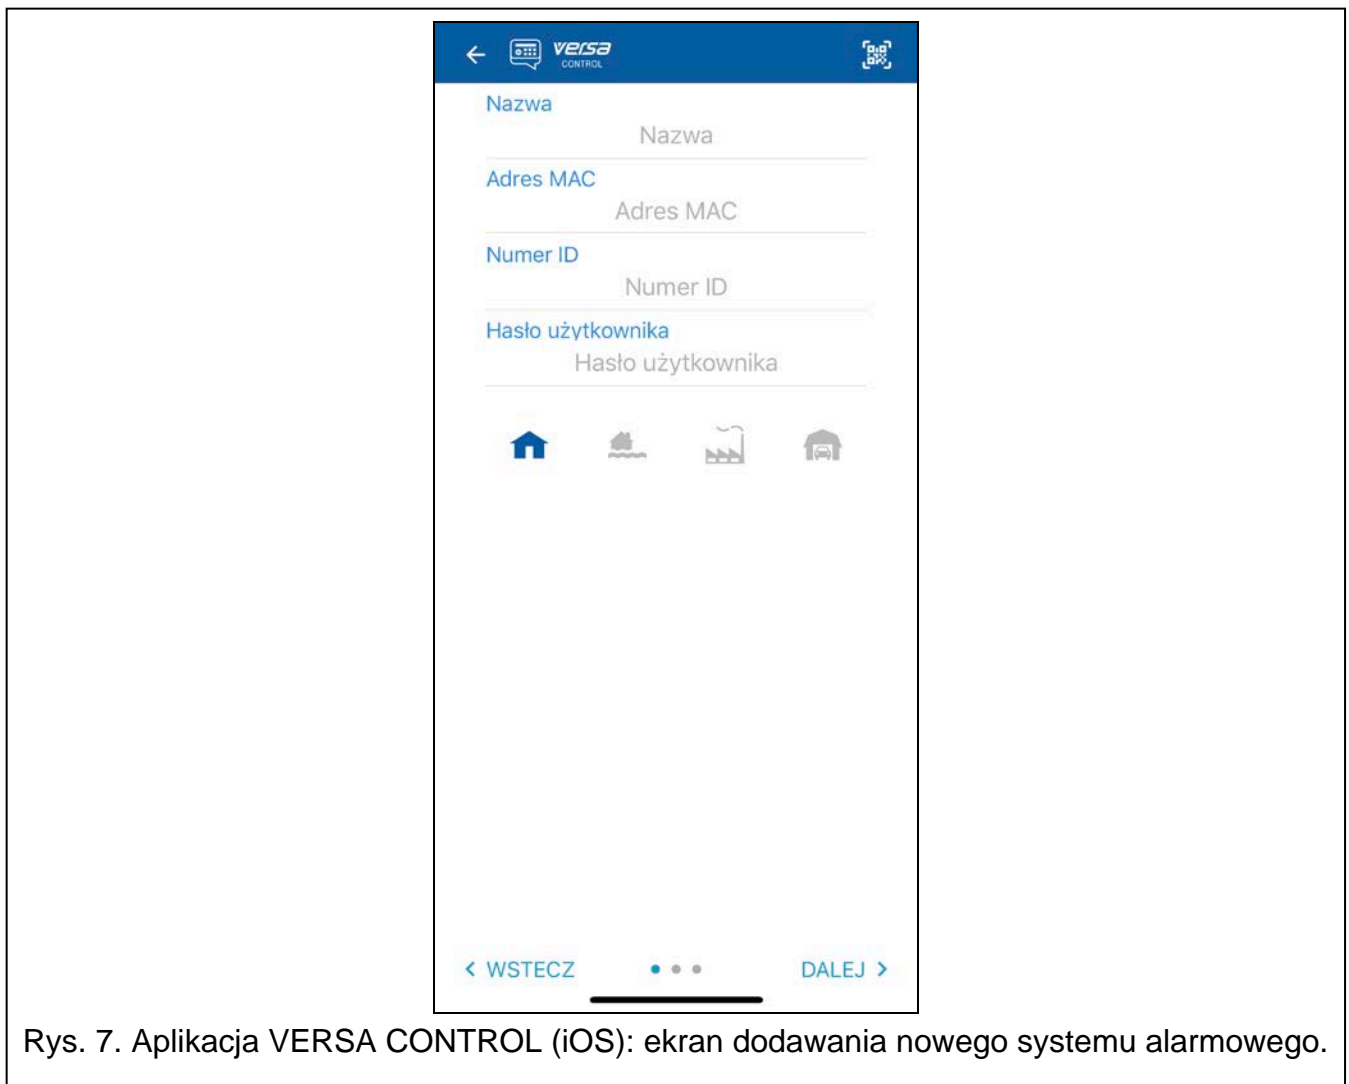 versa
CONTROL
Nazwa
Nazwa
Adres MAC
Adres MAC
Numer ID
Numer ID
Hasło użytkownika
Hasło użytkownika
WSTECZ
DALEJ
Rys. 7. Aplikacja VERSA CONTROL (iOS): ekran dodawania nowego systemu alarmowego.